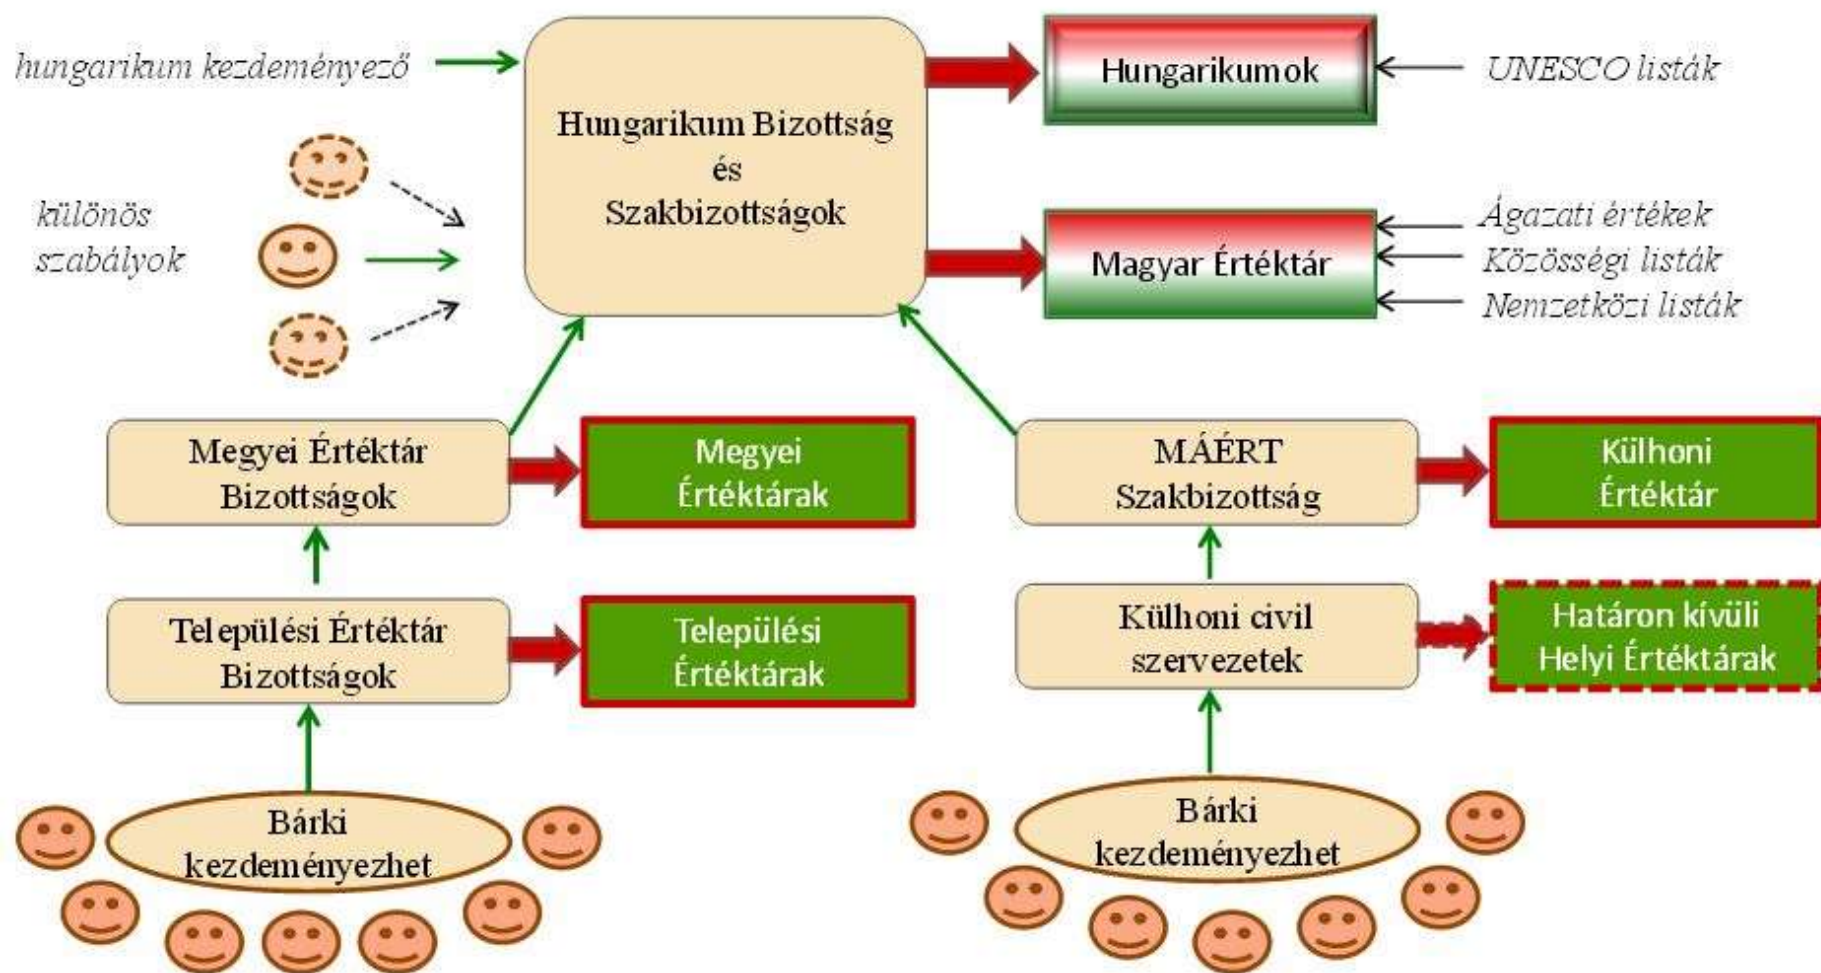 hungarikum kezdeményező
Hungarikum Bizottság
és
Szakbizottságok
Hungarikumok
UNESCO listák
különös
szabályok
Magyar Értéktár
Ágazati értékek
Közösségi listák
Nemzetközi listák
Megyei Értéktár
Bizottságok
Megyei
Értéktárak
MÁÉRT
Szakbizottság
Külhoni
Értéktár
Települési Értéktár
Bizottságok
Települési
Értéktárak
Külhoni civil
szervezetek
Határon kívüli
Helyi Értéktárak
Bárki
kezdeményezhet
Bárki
kezdeményezhet